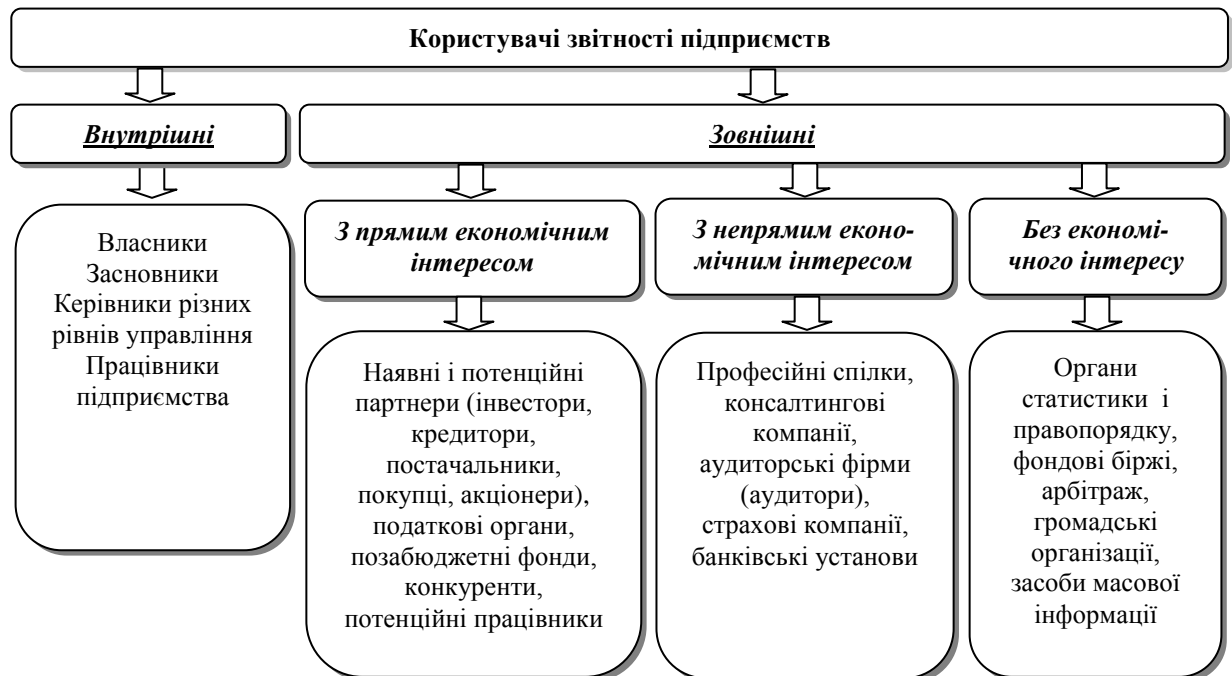 Користувачі звітності підприємств
Внутрішні
Зовнішні
Власники
Засновники
Керівники різних
рівнів управління
Працівники
підприємства
З прямим економічним
інтересом
З непрямим еконо-
мічним інтересом
Без економі-
чного інтересу
Наявні і потенційні
партнери (інвестори,
кредитори,
постачальники,
покупці, акціонери),
податкові органи,
позабюджетні фонди,
конкуренти,
потенційні працівники
Професійні спілки,
консалтингові
компанії,
аудиторські фірми
(аудитори),
страхові компанії,
банківські установи
Органи
статистики і
правопорядку,
фондові біржі,
арбітраж,
громадські
організації,
засоби масової
інформації